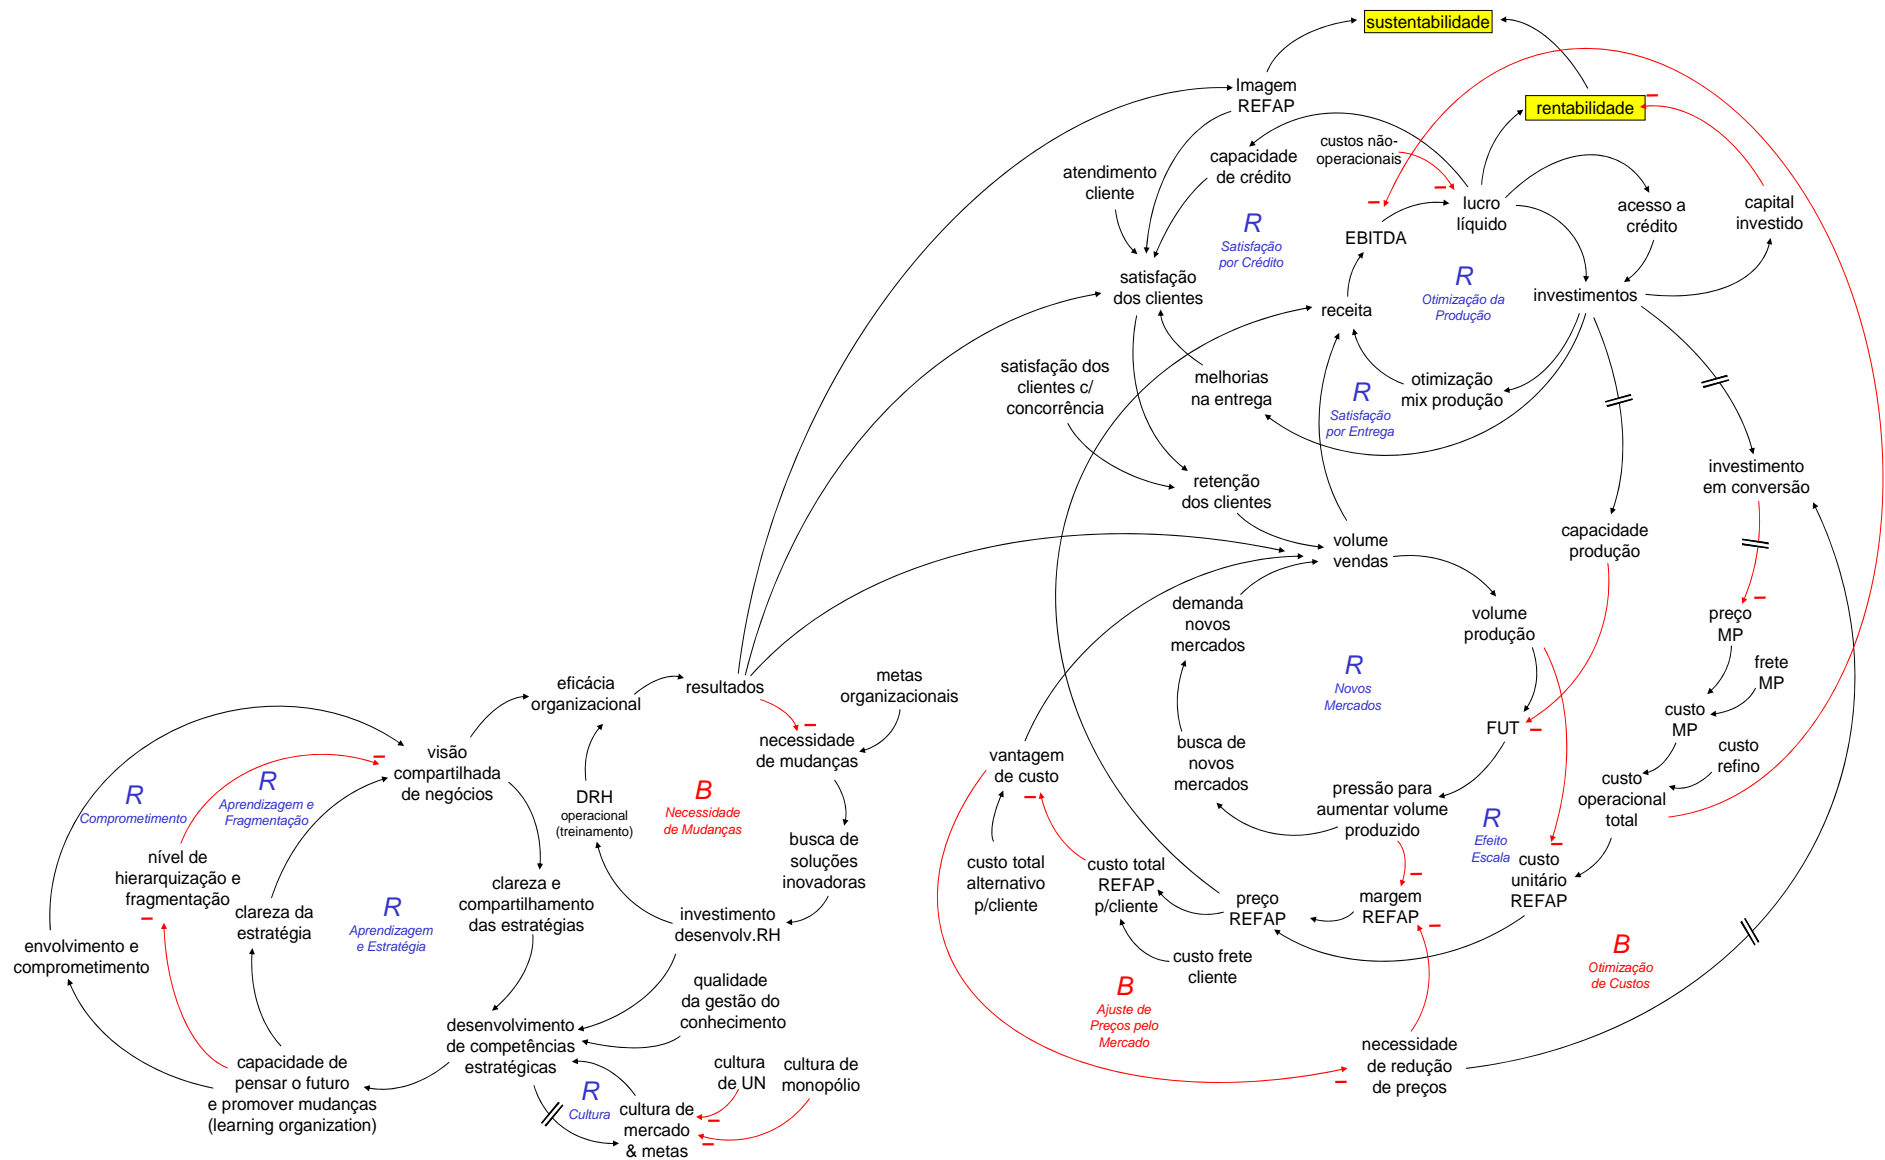 sustentabilidade
Imagem
REFAP
rentabilidade
custos não-
operacionais
capacidade
de crédito
atendimento
cliente
lucro
líquido
acesso a
crédito
capital
investido
R
Satisfação
por Crédito
EBITDA
satisfação
dos clientes
R
Otimização da
Produção
investimentos
receita
satisfação dos
clientes c/
concorrência
melhorias
na entrega
R
Satisfação
por Entrega
otimização
mix produção
retenção
dos clientes
investimento
em conversão
volume
vendas
capacidade
produção
demanda
novos
mercados
volume
produção
preço
MP
frete
MP
R
Novos
Mercados
eficácia
organizacional
resultados
metas
organizacionais
necessidade
de mudanças
FUT
custo
MP
custo
refino
visão
compartilhada
de negócios
vantagem
de custo
busca de
novos
mercados
pressão para
aumentar volume
produzido
custo
operacional
total
R
Comprometimento
R
Aprendizagem e
Fragmentação
DRH
operacional
(treinamento)
B
Necessidade
de Mudanças
R
Efeito
Escala
nível de
hierarquização e
fragmentação
busca de
soluções
inovadoras
custo total
alternativo
p/cliente
custo total
REFAP
p/cliente
custo
unitário
REFAP
clareza da
estratégia
R
Aprendizagem
e Estratégia
clareza e
compartilhamento
das estratégias
investimento
desenvolv.RH
preço
REFAP
margem
REFAP
envolvimento e
comprometimento
custo frete
cliente
B
Otimização
de Custos
qualidade
da gestão do
conhecimento
B
Ajuste de
Preços pelo
Mercado
desenvolvimento
de competências
estratégicas
necessidade
de redução
de preços
capacidade de
pensar o futuro
e promover mudanças
(learning organization)
R
Cultura
cultura
de UN
cultura de
monopólio
cultura de
mercado
& metas